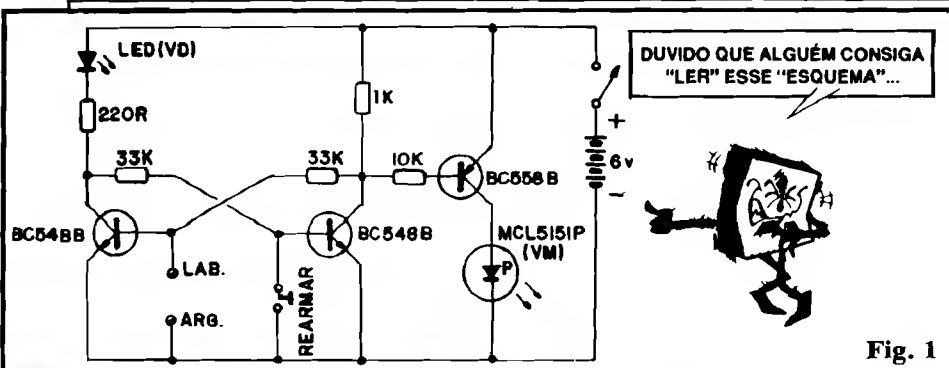 LED(VD)
220R
33K
33K
1K
10K
BC558B
BC54BB
BC548B
LAB.
ARG.
REARMAR
MCL5151P
(VM)
P
+
6v
-
DUVIDO QUE ALGUÉM CONSIGA
"LER" ESSE "ESQUEMA"...
Fig. 1